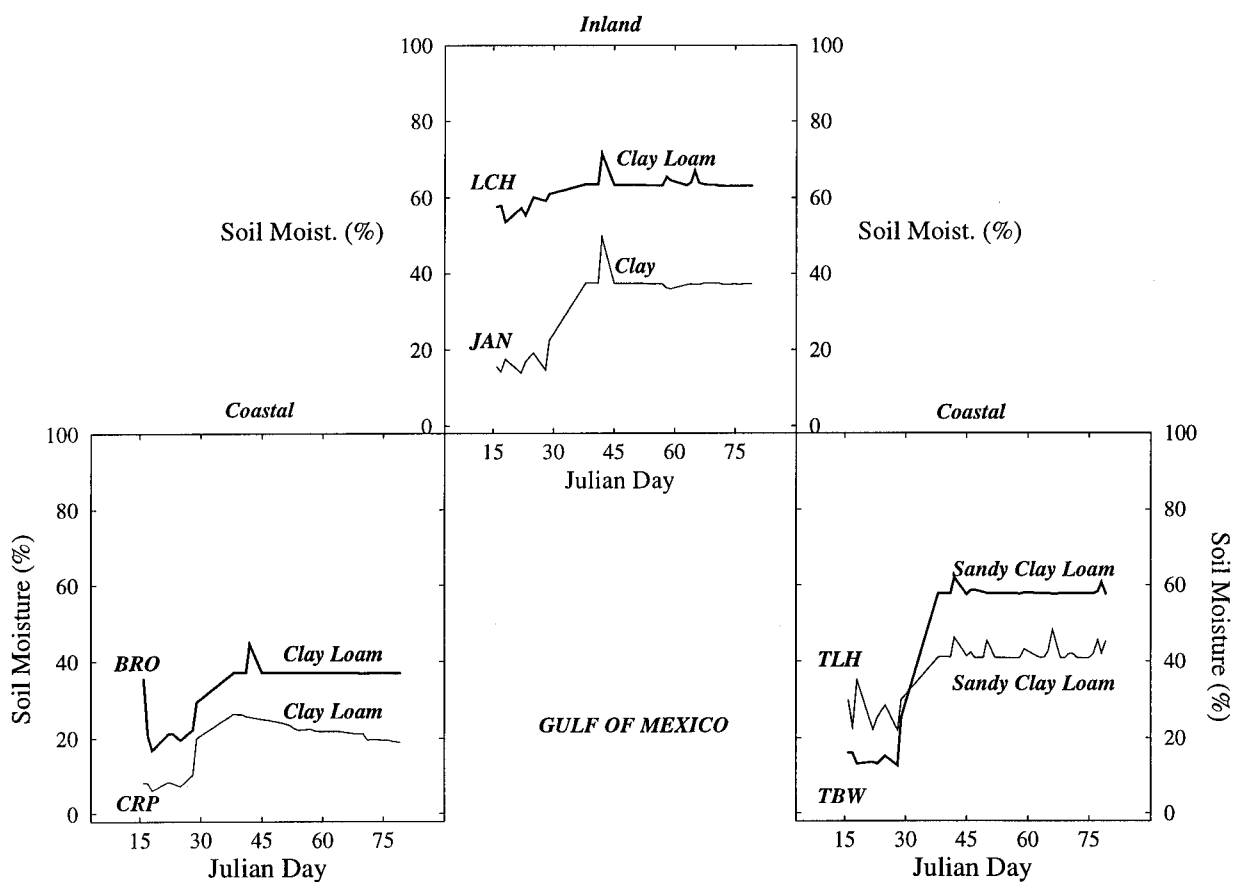 Inland
100
100
80
80
Clay Loam
LCH
60
60
Soil Moist. (%)
Soil Moist. (%)
40
40
Clay
JAN
20
20
0
0
15 30 45 60 75
Julian Day
Coastal
100
80
60
40
20
0
Soil Moisture (%)
BRO
Clay Loam
Clay Loam
CRP
15 30 45 60 75
Julian Day
GULF OF MEXICO
Coastal
100
80
60
40
20
0
Soil Moisture (%)
Sandy Clay Loam
TLH
Sandy Clay Loam
TBW
15 30 45 60 75
Julian Day